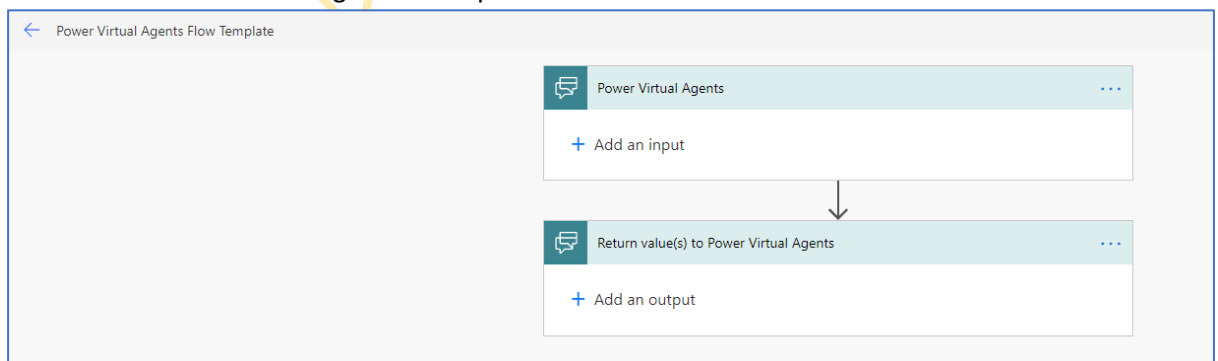 Power Virtual Agents Flow Template
Power Virtual Agents
...
+ Add an input
Return value(s) to Power Virtual Agents
...
+ Add an output